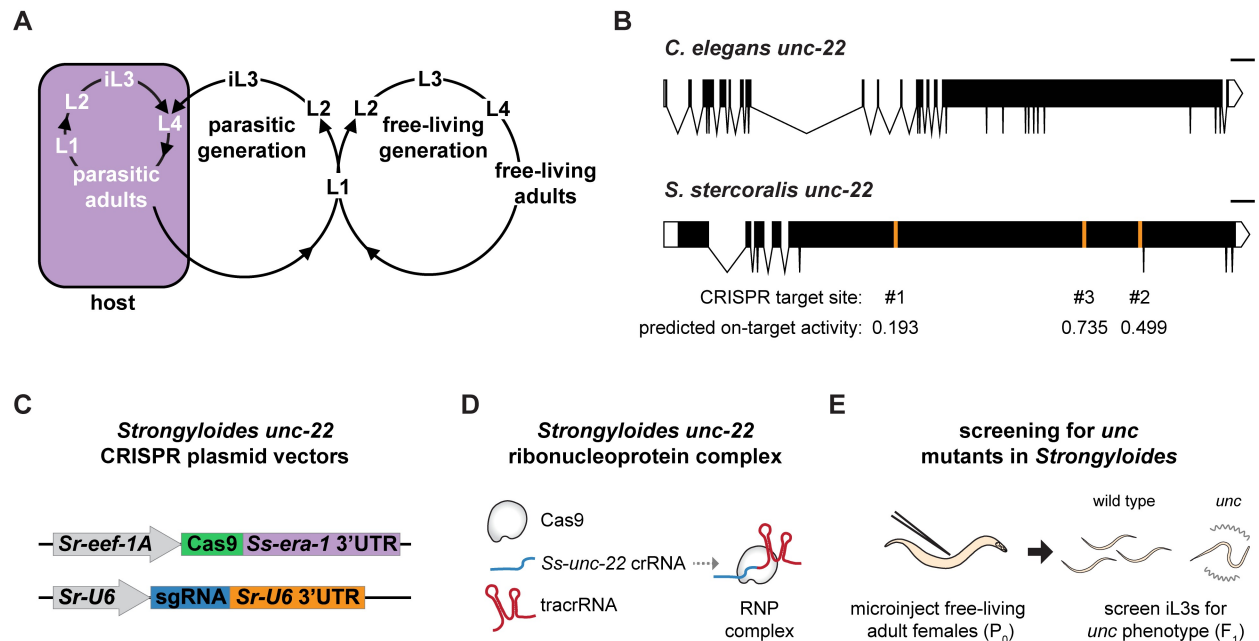 A
iL3
L2
L1
L4
parasitic
adults
host
iL3
L2
parasitic
generation
L1
L2
L3
L4
free-living
generation
free-living
adults
B
C. elegans unc-22
S. stercoralis unc-22
CRISPR target site: #1 #3 #2
predicted on-target activity: 0.193 0.735 0.499
C
Strongyloides unc-22
CRISPR plasmid vectors
Sr-eef-1A Cas9 Ss-era-1 3’UTR
Sr-U6 sgRNA Sr-U6 3’UTR
D
Strongyloides unc-22
ribonucleoprotein complex
Cas9
Ss-unc-22 crRNA
tracrRNA
RNP
complex
E
screening for unc
mutants in Strongyloides
wild type
unc
microinject free-living
adult females (P0)
screen iL3s for
unc phenotype (F1)